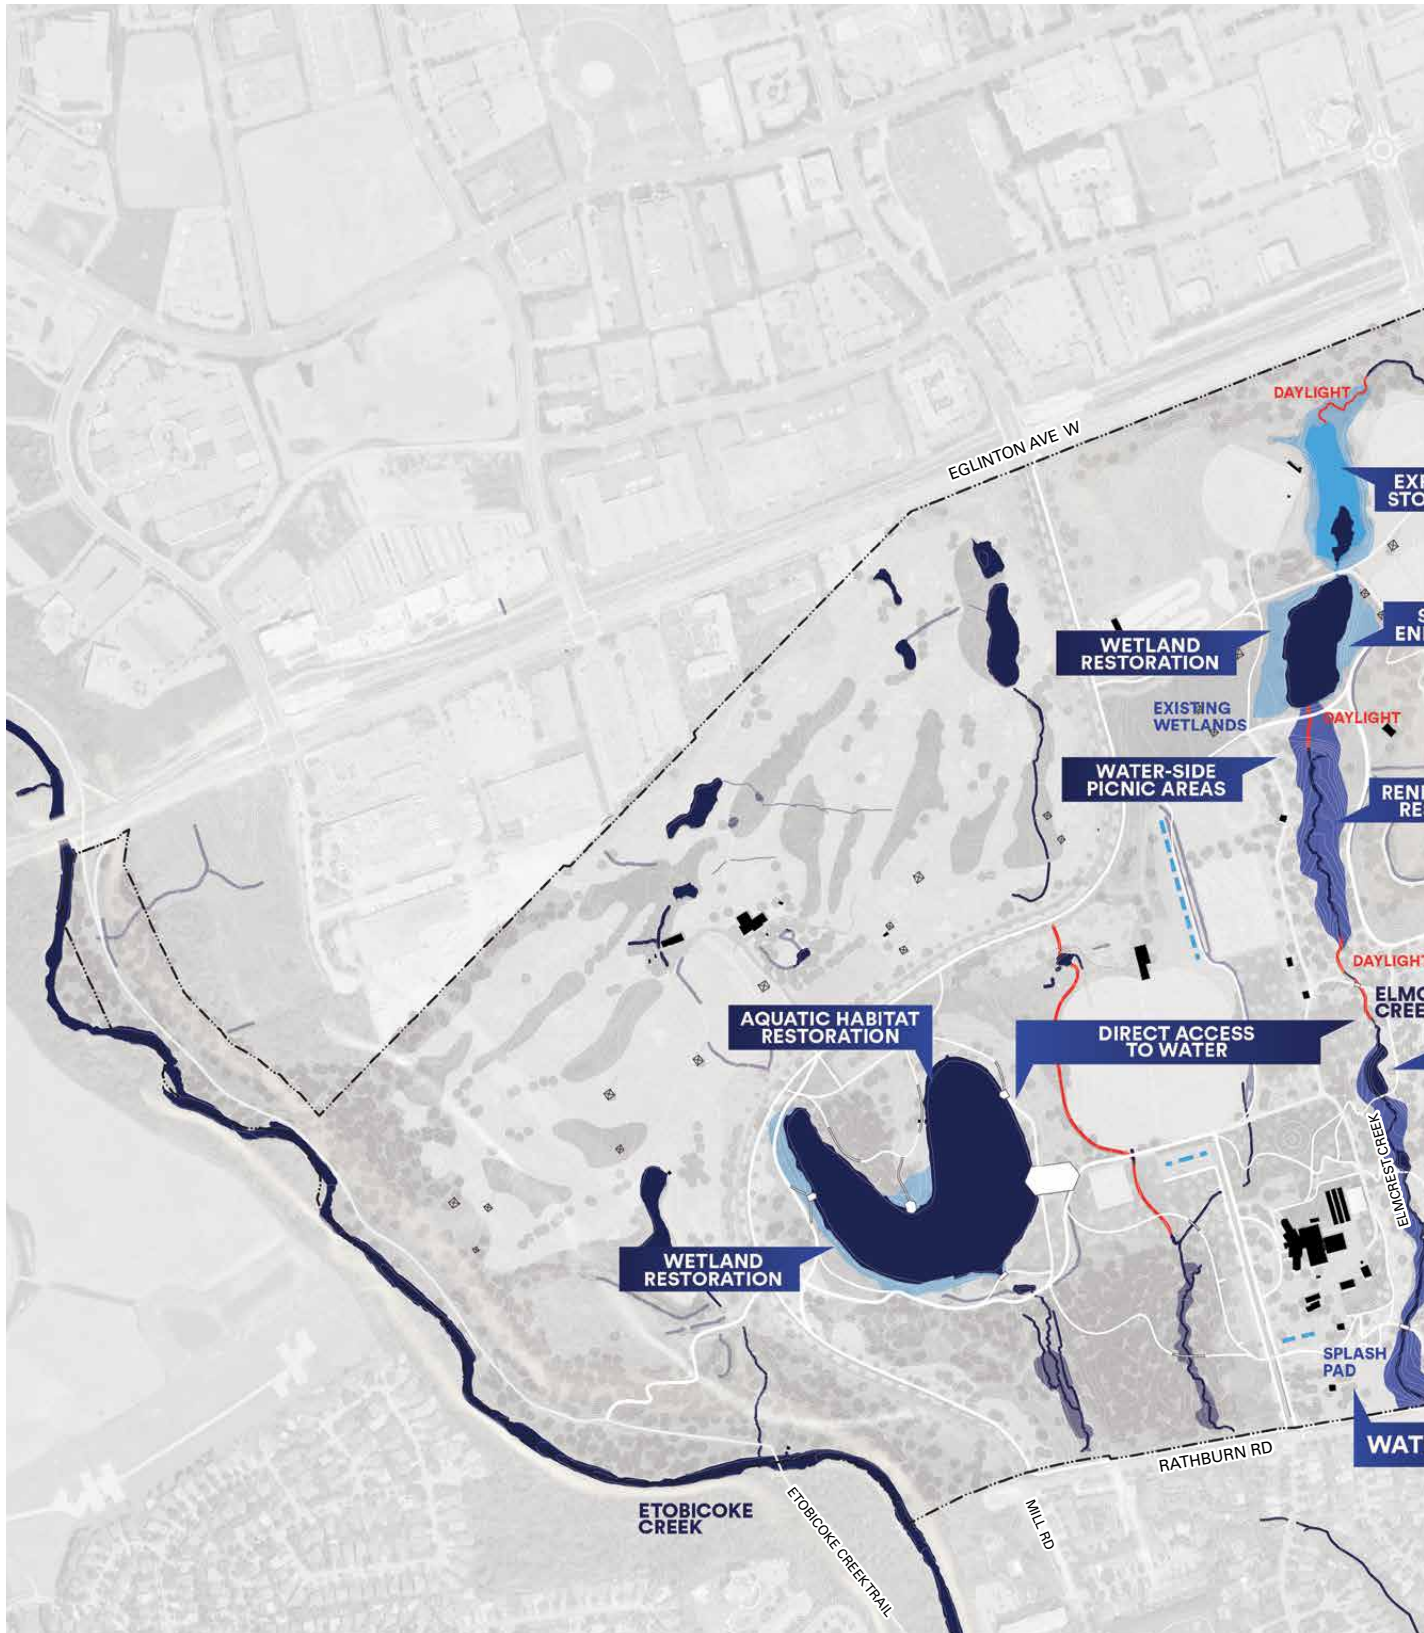 DAYLIGHT
EGLINTON AVE W
WETLAND
RESTORATION
EXISTING
WETLANDS
DAYLIGHT
WATER-SIDE
PICNIC AREAS
DAYLIGHT
AQUATIC HABITAT
RESTORATION
DIRECT ACCESS
TO WATER
ELMCREST CREEK
WETLAND
RESTORATION
SPLASH
PAD
RATHBURN RD
ETOBICOKE
CREEK
ETOBICOKE CREEK TRAIL
MILL RD